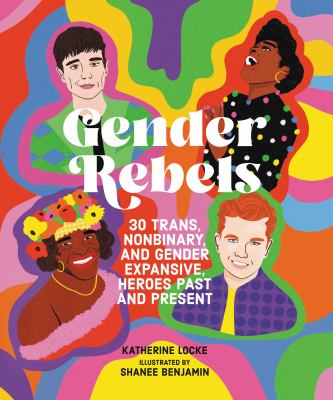 Gender
Rebels
30 TRANS,
NONBINARY,
AND GENDER
EXPANSIVE,
HEROES PAST
AND PRESENT
KATHERINE LOCKE
ILLUSTRATED BY
SHANEE BENJAMIN